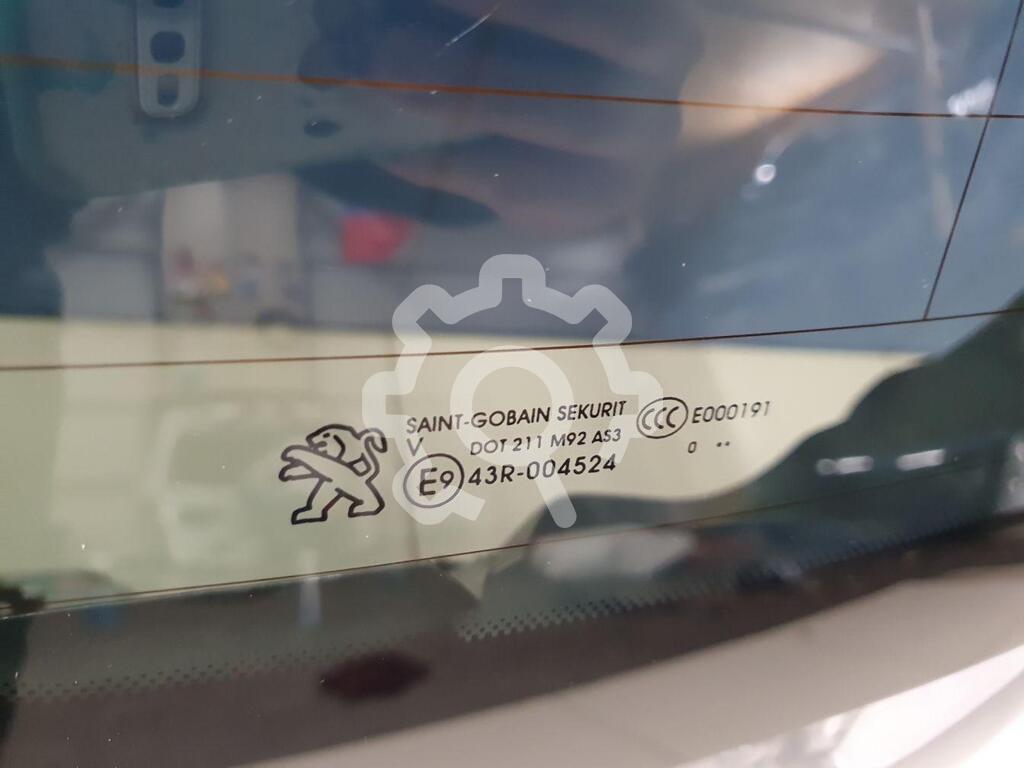 SAINT-GOBAIN SEKURIT
V DOT 211 M92 AS3
E9 43R-004524
CCC E000191
0 ··